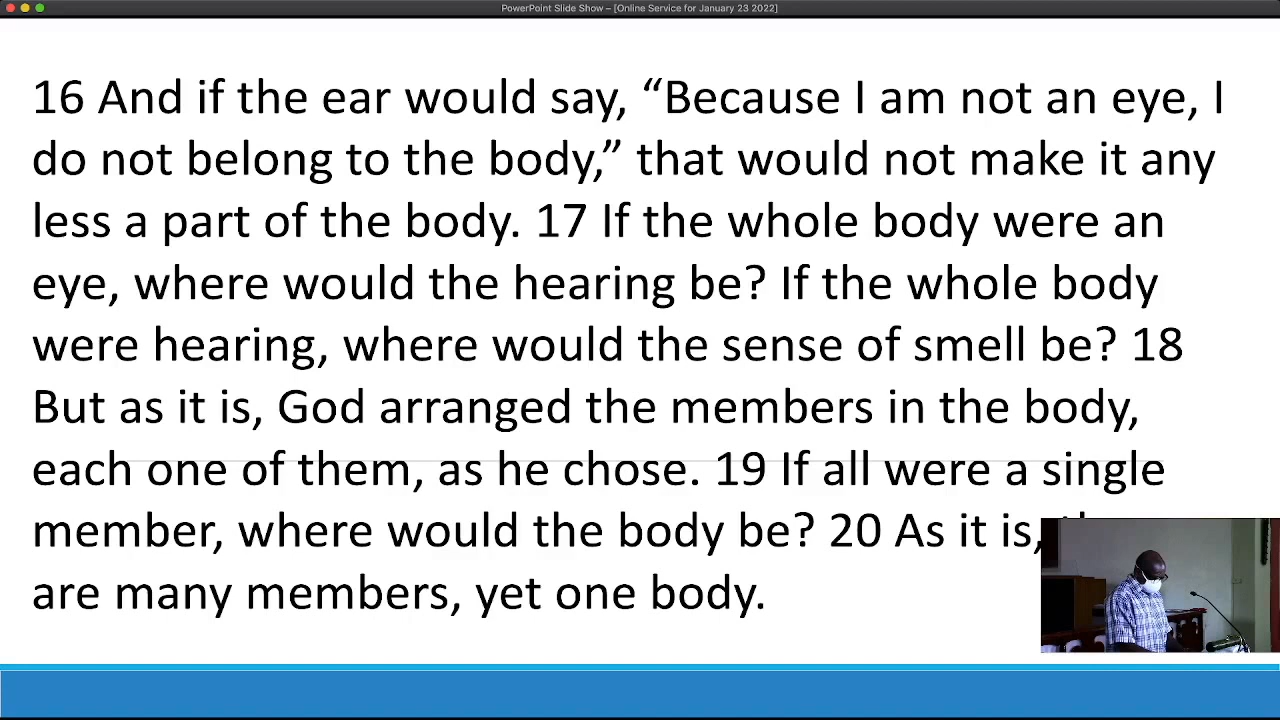 PowerPoint Slide Show – [Online Service for January 23 2022]
16 And if the ear would say, “Because I am not an eye, I
do not belong to the body,” that would not make it any
less a part of the body. 17 If the whole body were an
eye, where would the hearing be? If the whole body
were hearing, where would the sense of smell be? 18
But as it is, God arranged the members in the body,
each one of them, as he chose. 19 If all were a single
member, where would the body be? 20 As it is,
are many members, yet one body.